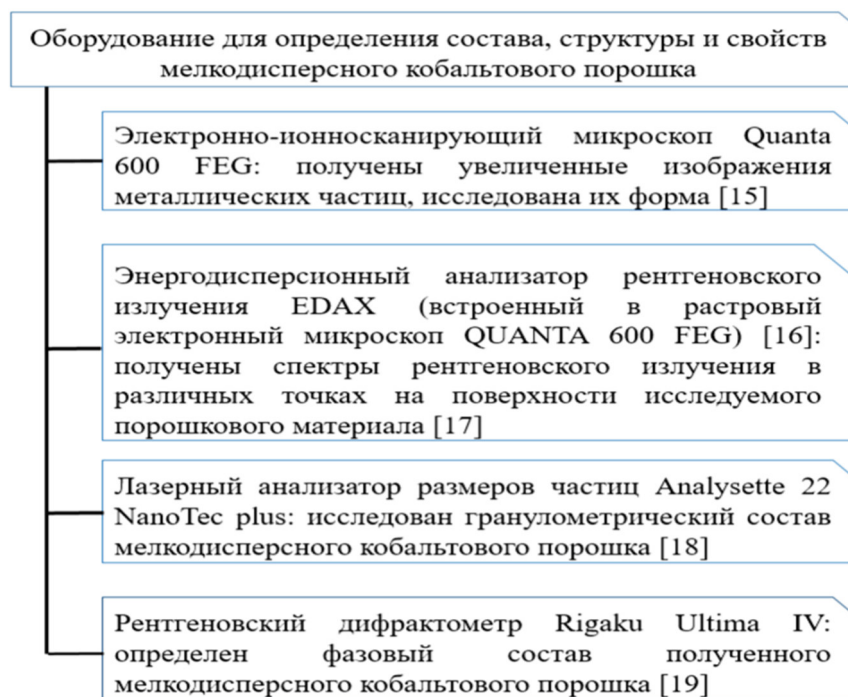 Оборудование для определения состава, структуры и свойств
мелкодисперсного кобальтового порошка
Электронно-ионносканирующий микроскоп Quanta
600 FEG: получены увеличенные изображения
металлических частиц, исследована их форма [15]
Энергодисперсионный анализатор рентгеновского
излучения EDAX (встроенный в растровый
электронный микроскоп QUANTA 600 FEG) [16]:
получены спектры рентгеновского излучения в
различных точках на поверхности исследуемого
порошкового материала [17]
Лазерный анализатор размеров частиц Analysette 22
NanoTec plus: исследован гранулометрический состав
мелкодисперсного кобальтового порошка [18]
Рентгеновский дифрактометр Rigaku Ultima IV:
определен фазовый состав полученного
мелкодисперсного кобальтового порошка [19]